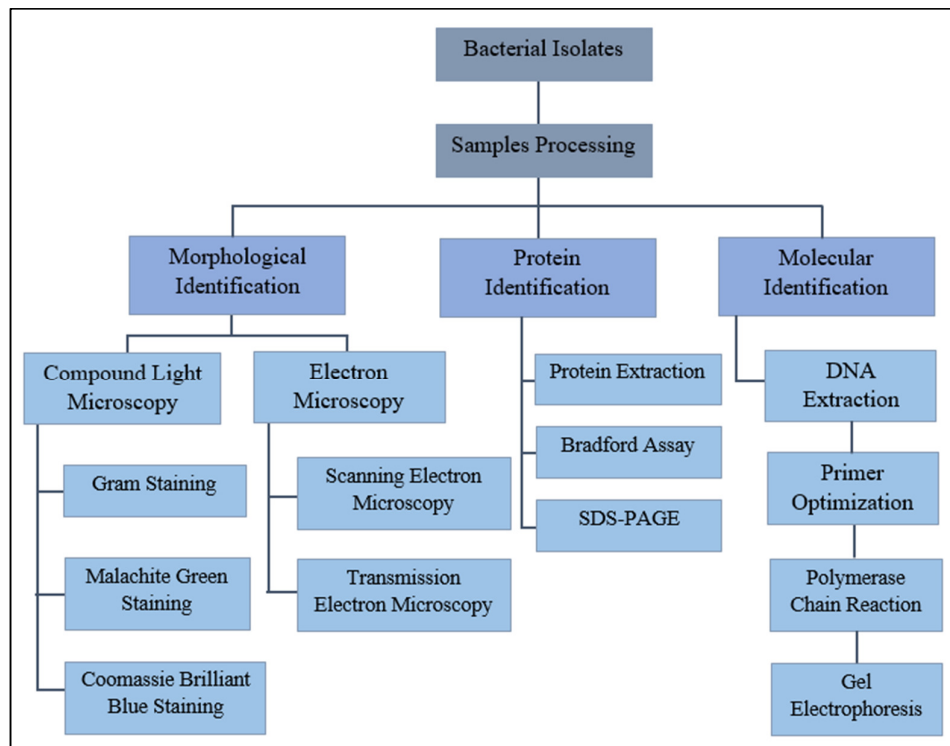 Bacterial Isolates
Samples Processing
Morphological
Identification
Protein
Identification
Molecular
Identification
Compound Light
Microscopy
Electron
Microscopy
Protein Extraction
DNA
Extraction
Gram Staining
Scanning Electron
Microscopy
Bradford Assay
Primer
Optimization
SDS-PAGE
Malachite Green
Staining
Transmission
Electron Microscopy
Polymerase
Chain Reaction
Coomassie Brilliant
Blue Staining
Gel
Electrophoresis